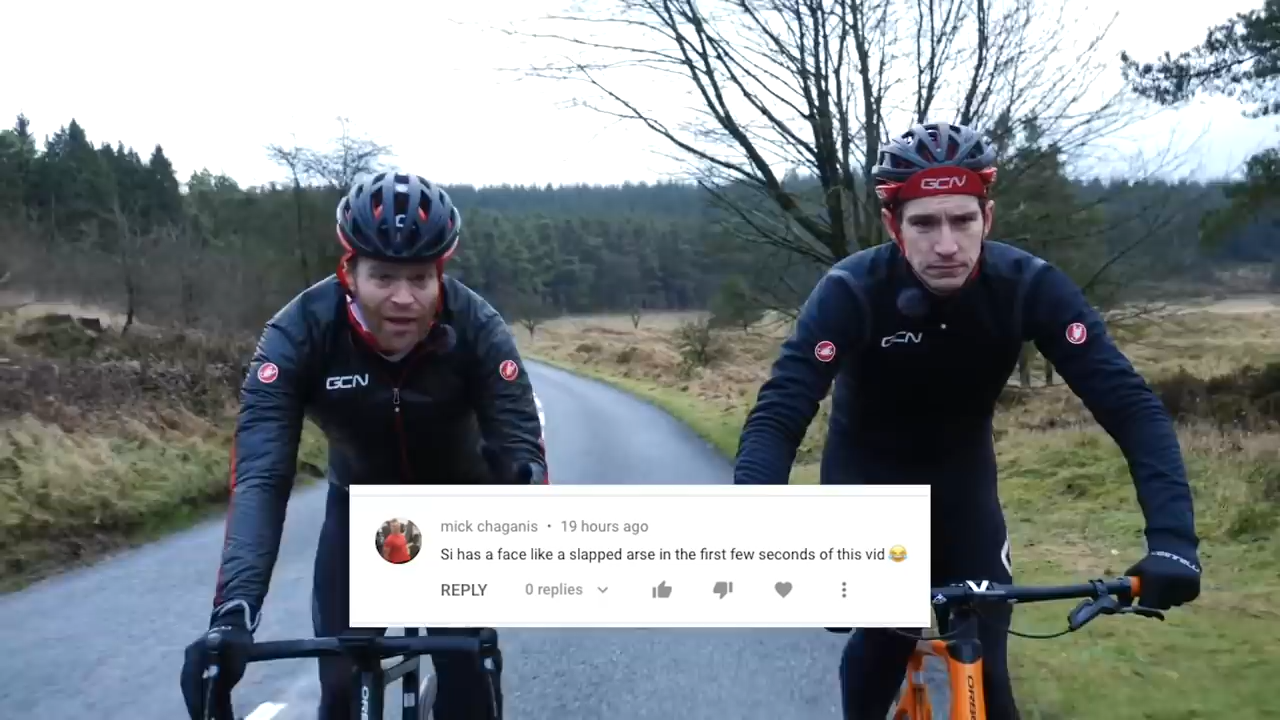 GCN
GCN
GCN
mick chaganis • 19 hours ago
Si has a face like a slapped arse in the first few seconds of this vid 😂
REPLY
0 replies